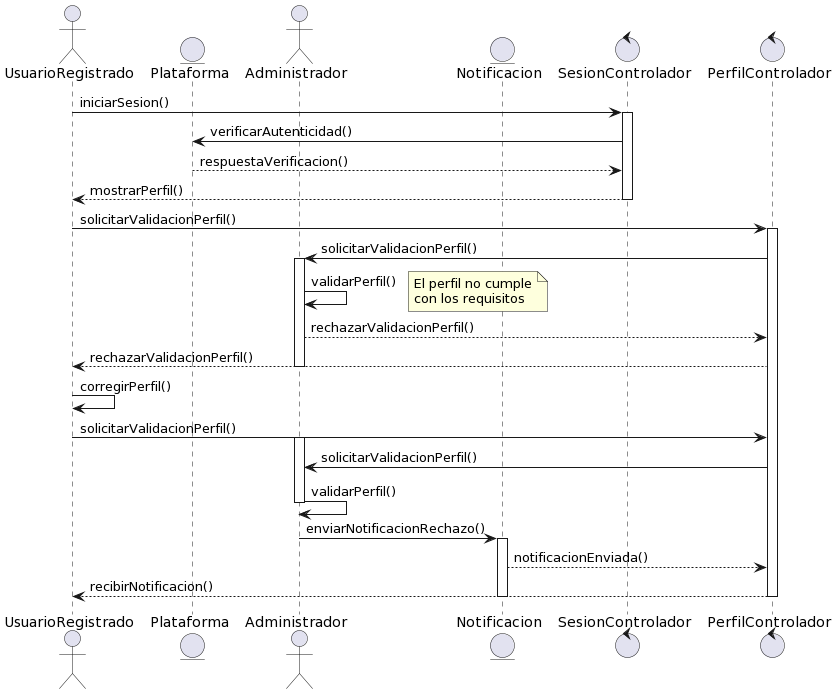 UsuarioRegistrado Plataforma Administrador Notificacion SesionControlador PerfilControlador
iniciarSesion()
verificarAutenticidad()
respuestaVerificacion()
mostrarPerfil()
solicitarValidacionPerfil()
solicitarValidacionPerfil()
validarPerfil()
El perfil no cumple
con los requisitos
rechazarValidacionPerfil()
rechazarValidacionPerfil()
corregirPerfil()
solicitarValidacionPerfil()
solicitarValidacionPerfil()
validarPerfil()
enviarNotificacionRechazo()
notificacionEnviada()
recibirNotificacion()
UsuarioRegistrado Plataforma Administrador Notificacion SesionControlador PerfilControlador